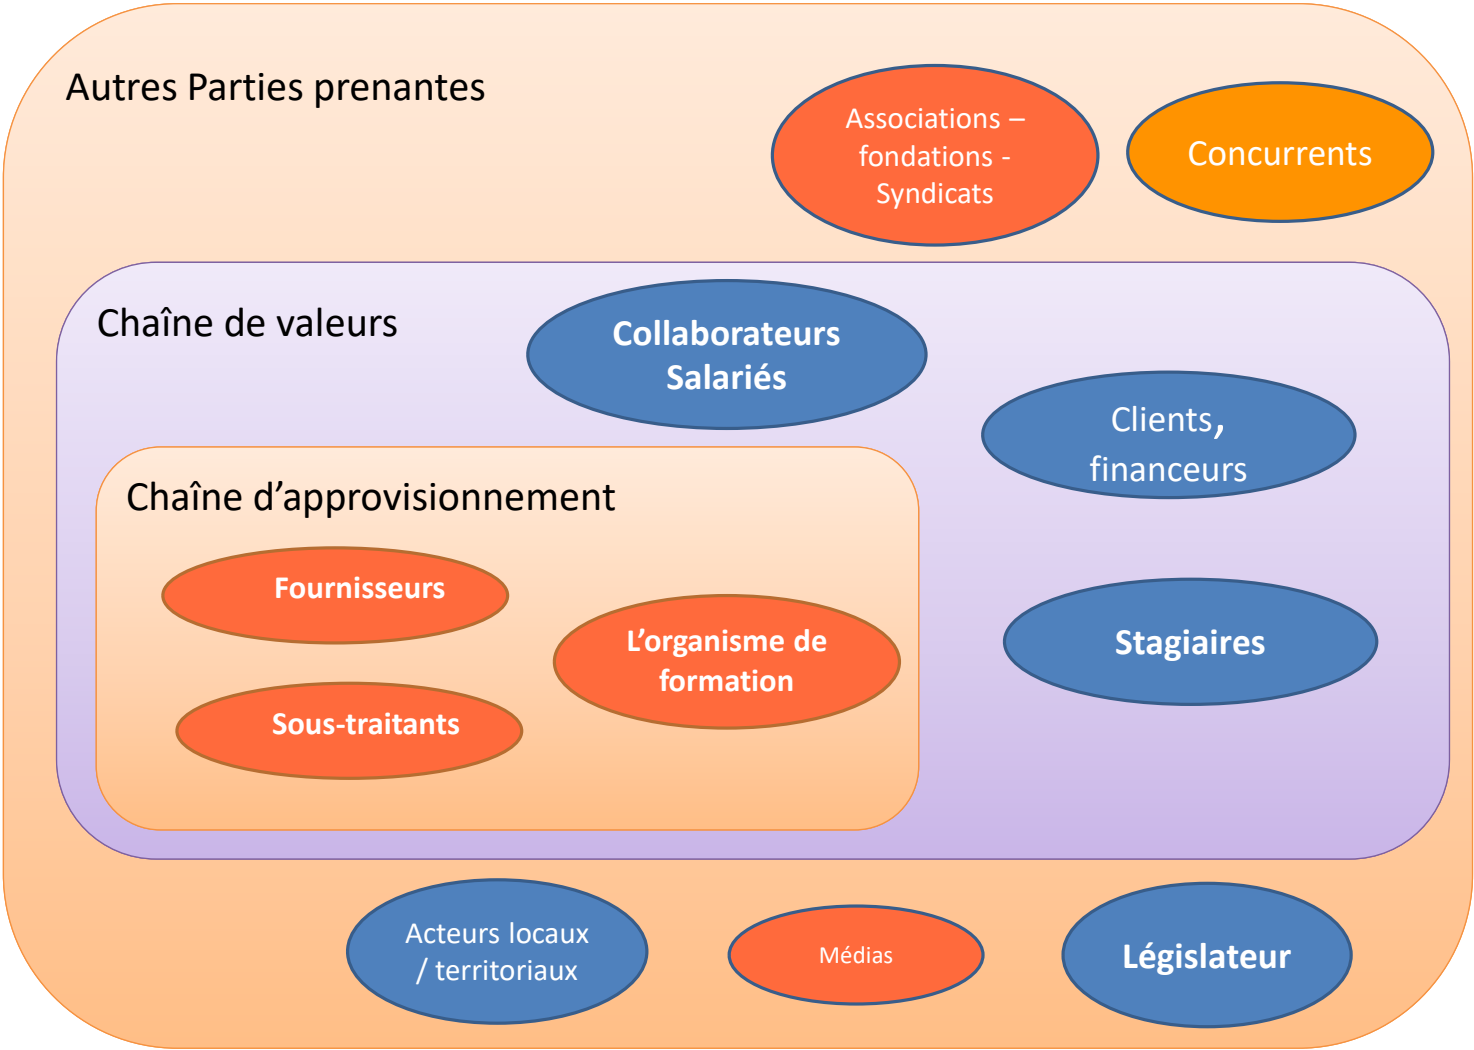 Autres Parties prenantes
Associations –
fondations -
Syndicats
Concurrents
Chaîne de valeurs
Collaborateurs
Salariés
Clients,
financeurs
Chaîne d’approvisionnement
Fournisseurs
L’organisme de
formation
Stagiaires
Sous-traitants
Acteurs locaux
/ territoriaux
Médias
Législateur